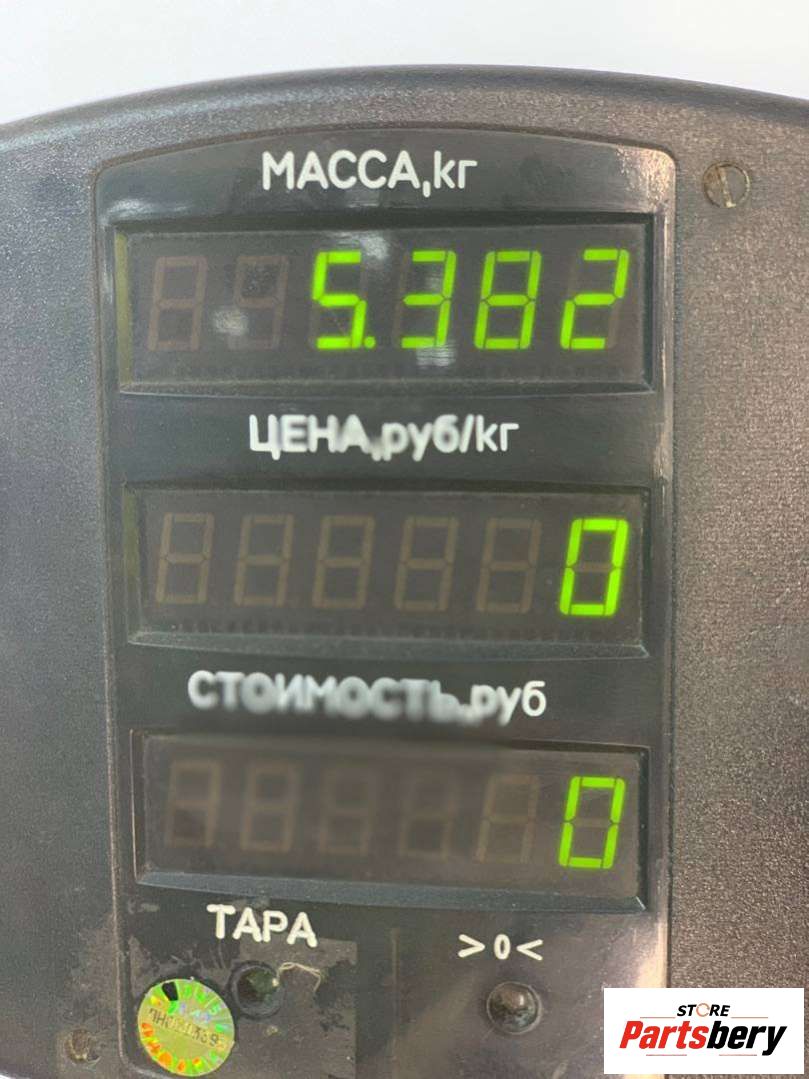 МАССА,кг
5.382
ЦЕНА,руб/кг
0
СТОИМОСТЬ,руб
0
ТАРА
>0<
STORE
Partsbery